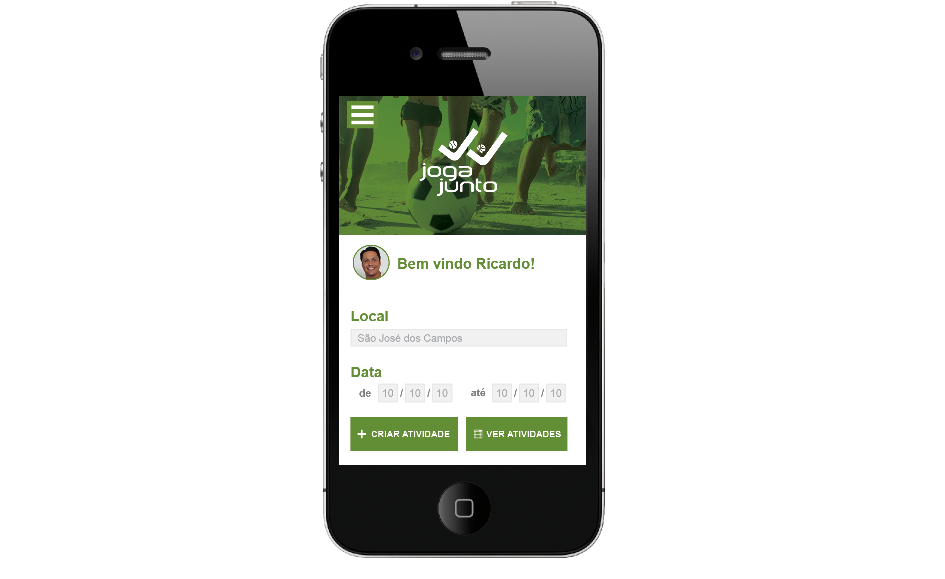 joga
junto
Bem vindo Ricardo!
Local
São José dos Campos
Data
de 10 / 10 / 10 até 10 / 10 / 10
+ CRIAR ATIVIDADE VER ATIVIDADES